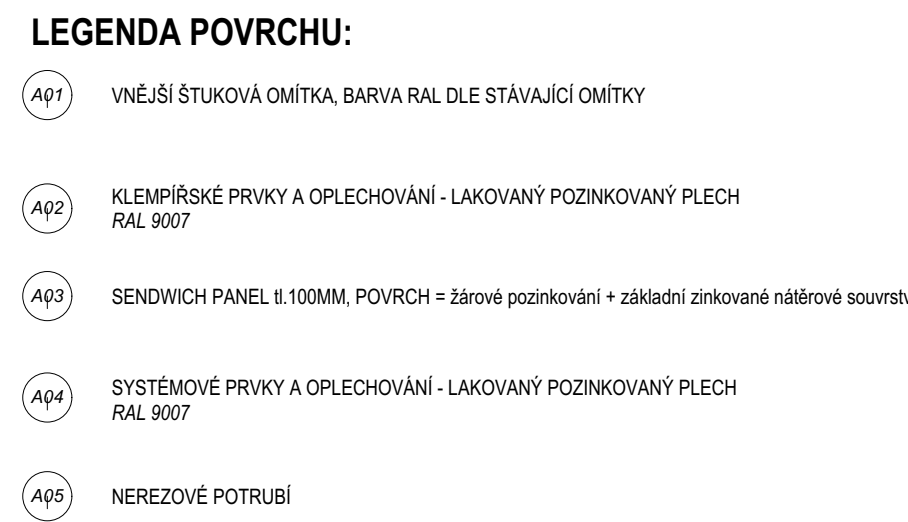 LEGENDA POVRCHU:
A01 VNĚJŠÍ ŠTUKOVÁ OMÍTKA, BARVA RAL DLE STÁVAJÍCÍ OMÍTKY
A02 KLEMPÍŘSKÉ PRVKY A OPLECHOVÁNÍ - LAKOVANÝ POZINKOVANÝ PLECH
RAL 9007
A03 SENDWICH PANEL tl.100MM, POVRCH = žárové pozinkování + základní zinkované nátěrové
A04 SYSTÉMOVÉ PRVKY A OPLECHOVÁNÍ - LAKOVANÝ POZINKOVANÝ PLECH
RAL 9007
A05 NEREZOVÉ POTRUBÍ